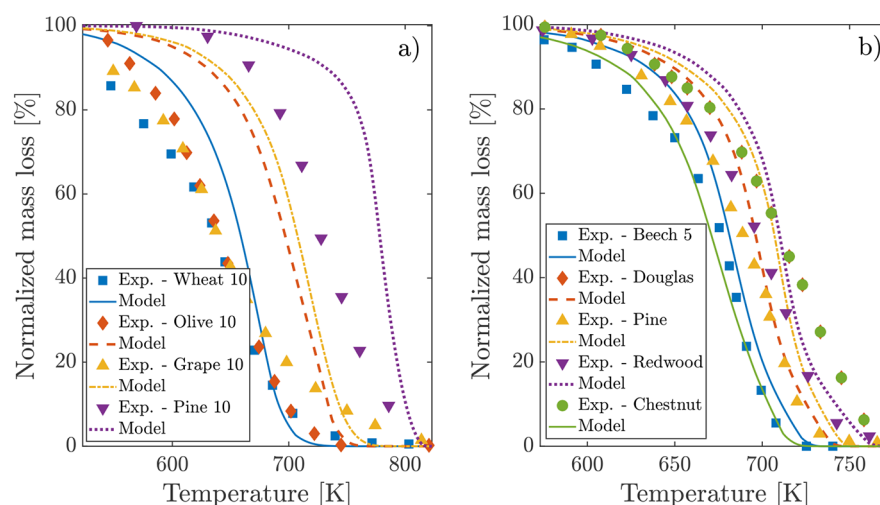 a)
Normalized mass loss [%]
100
80
60
40
20
0
Exp. - Wheat 10
Model
Exp. - Olive 10
Model
Exp. - Grape 10
Model
Exp. - Pine 10
Model
600 700 800
Temperature [K]
b)
Normalized mass loss [%]
100
80
60
40
20
0
Exp. - Beech 5
Model
Exp. - Douglas
Model
Exp. - Pine
Model
Exp. - Redwood
Model
Exp. - Chestnut
Model
600 650 700 750
Temperature [K]